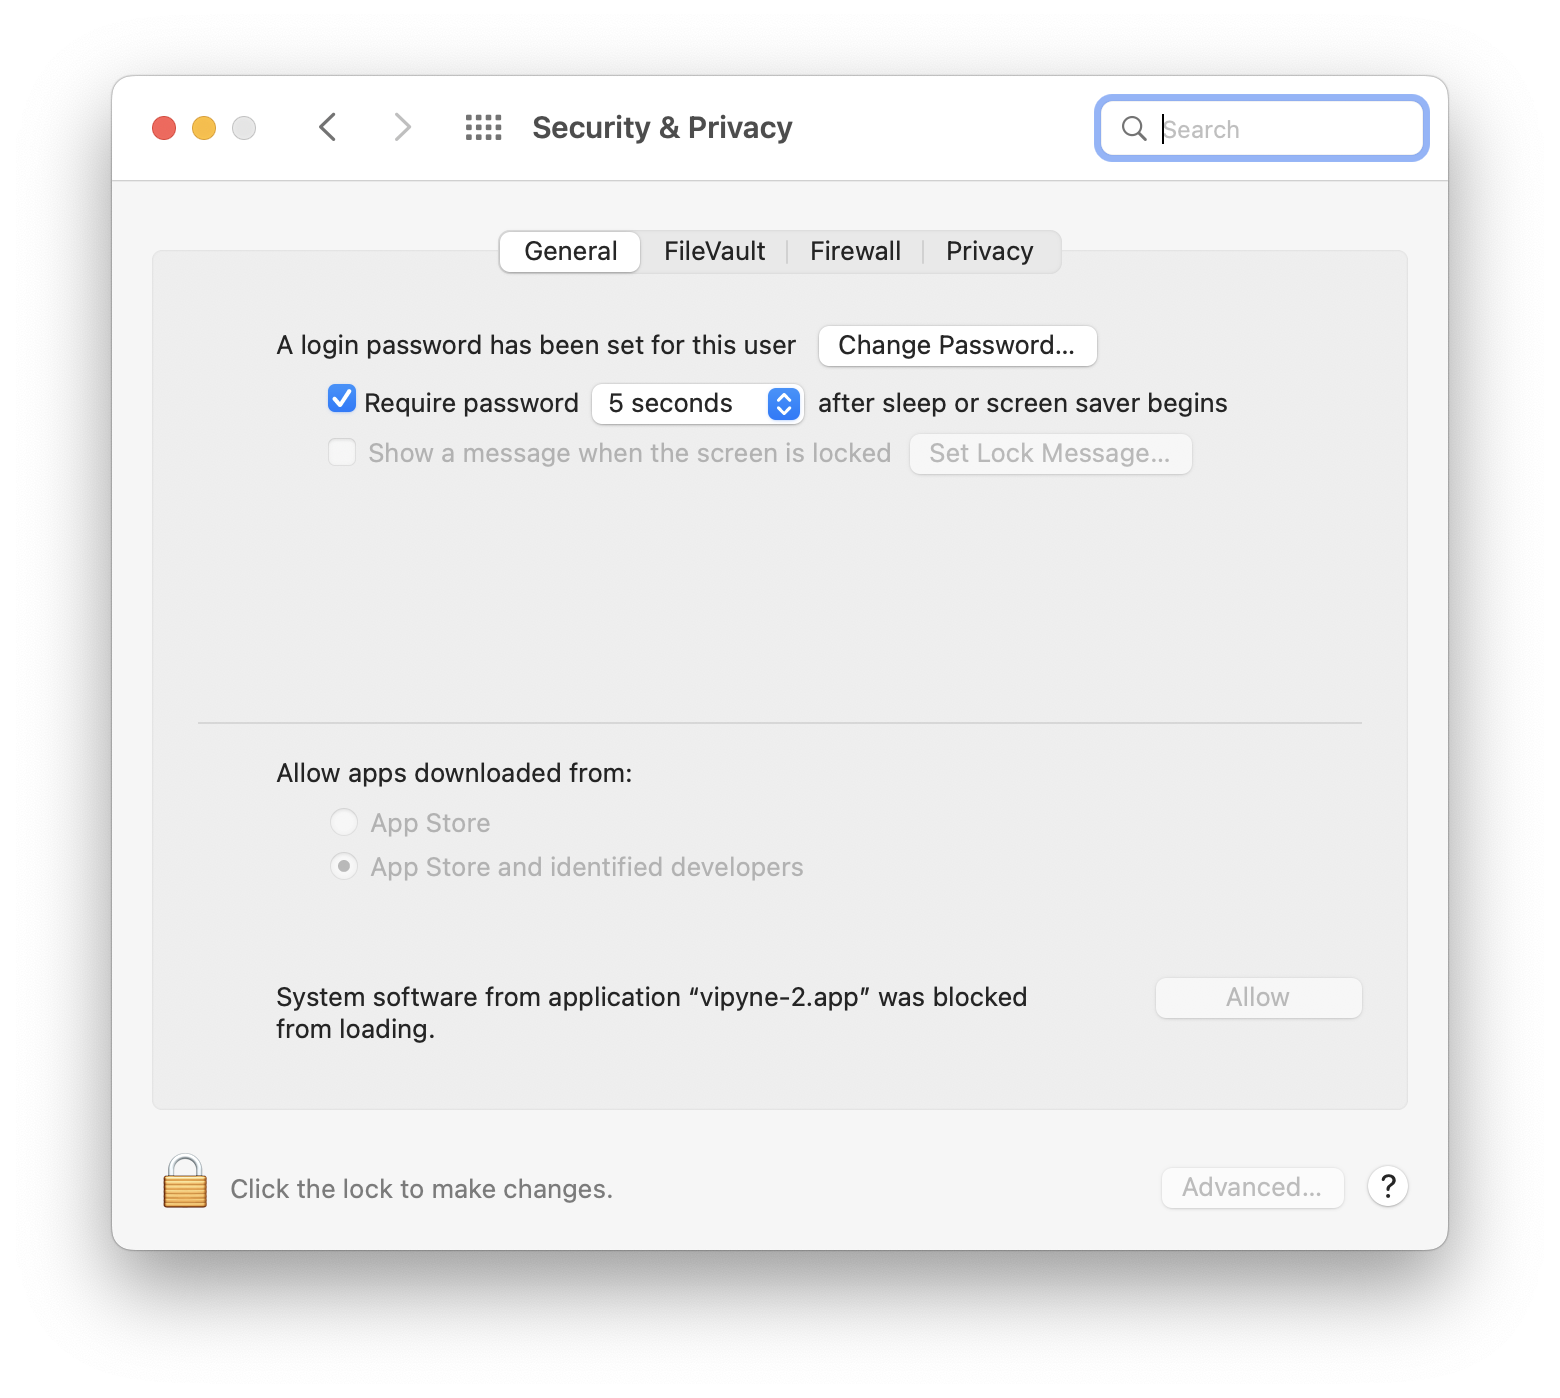 Security & Privacy
Search
General
FileVault
Firewall
Privacy
A login password has been set for this user
Change Password...
Require password
5 seconds
after sleep or screen saver begins
Show a message when the screen is locked
Set Lock Message...
Allow apps downloaded from:
App Store
App Store and identified developers
System software from application “vipyne-2.app” was blocked
from loading.
Allow
Click the lock to make changes.
Advanced...
?